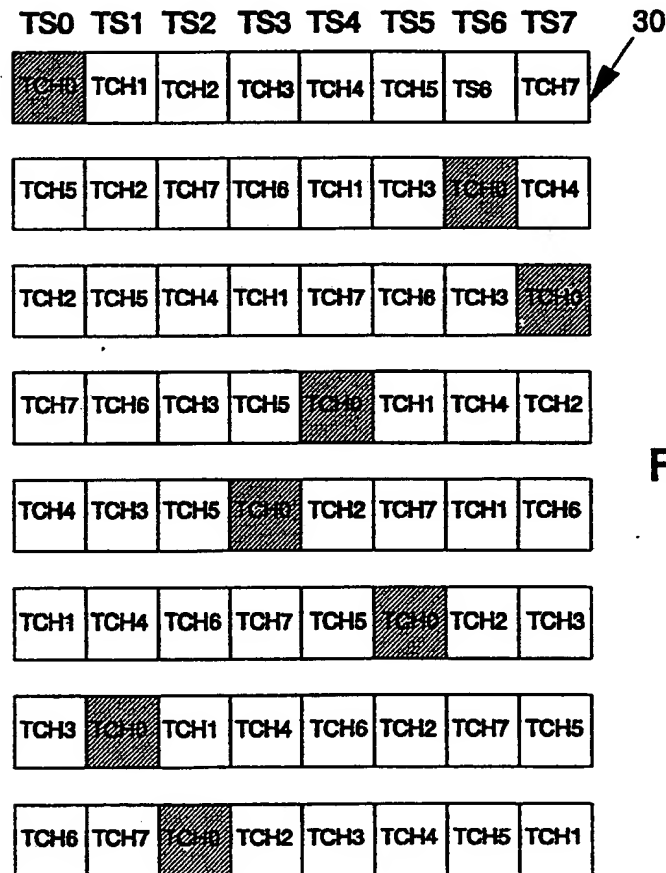 TS0 TS1 TS2 TS3 TS4 TS5 TS6 TS7 30
TCH0 TCH1 TCH2 TCH3 TCH4 TCH5 TS6 TCH7
TCH5 TCH2 TCH7 TCH6 TCH1 TCH3 TCH0 TCH4
TCH2 TCH5 TCH4 TCH1 TCH7 TCH6 TCH3 TCH0
TCH7 TCH6 TCH3 TCH5 TCH0 TCH1 TCH4 TCH2
F
TCH4 TCH3 TCH5 TCH0 TCH2 TCH7 TCH1 TCH6
TCH1 TCH4 TCH6 TCH7 TCH5 TCH0 TCH2 TCH3
TCH3 TCH0 TCH1 TCH4 TCH6 TCH2 TCH7 TCH5
TCH6 TCH7 TCH0 TCH2 TCH3 TCH4 TCH5 TCH1